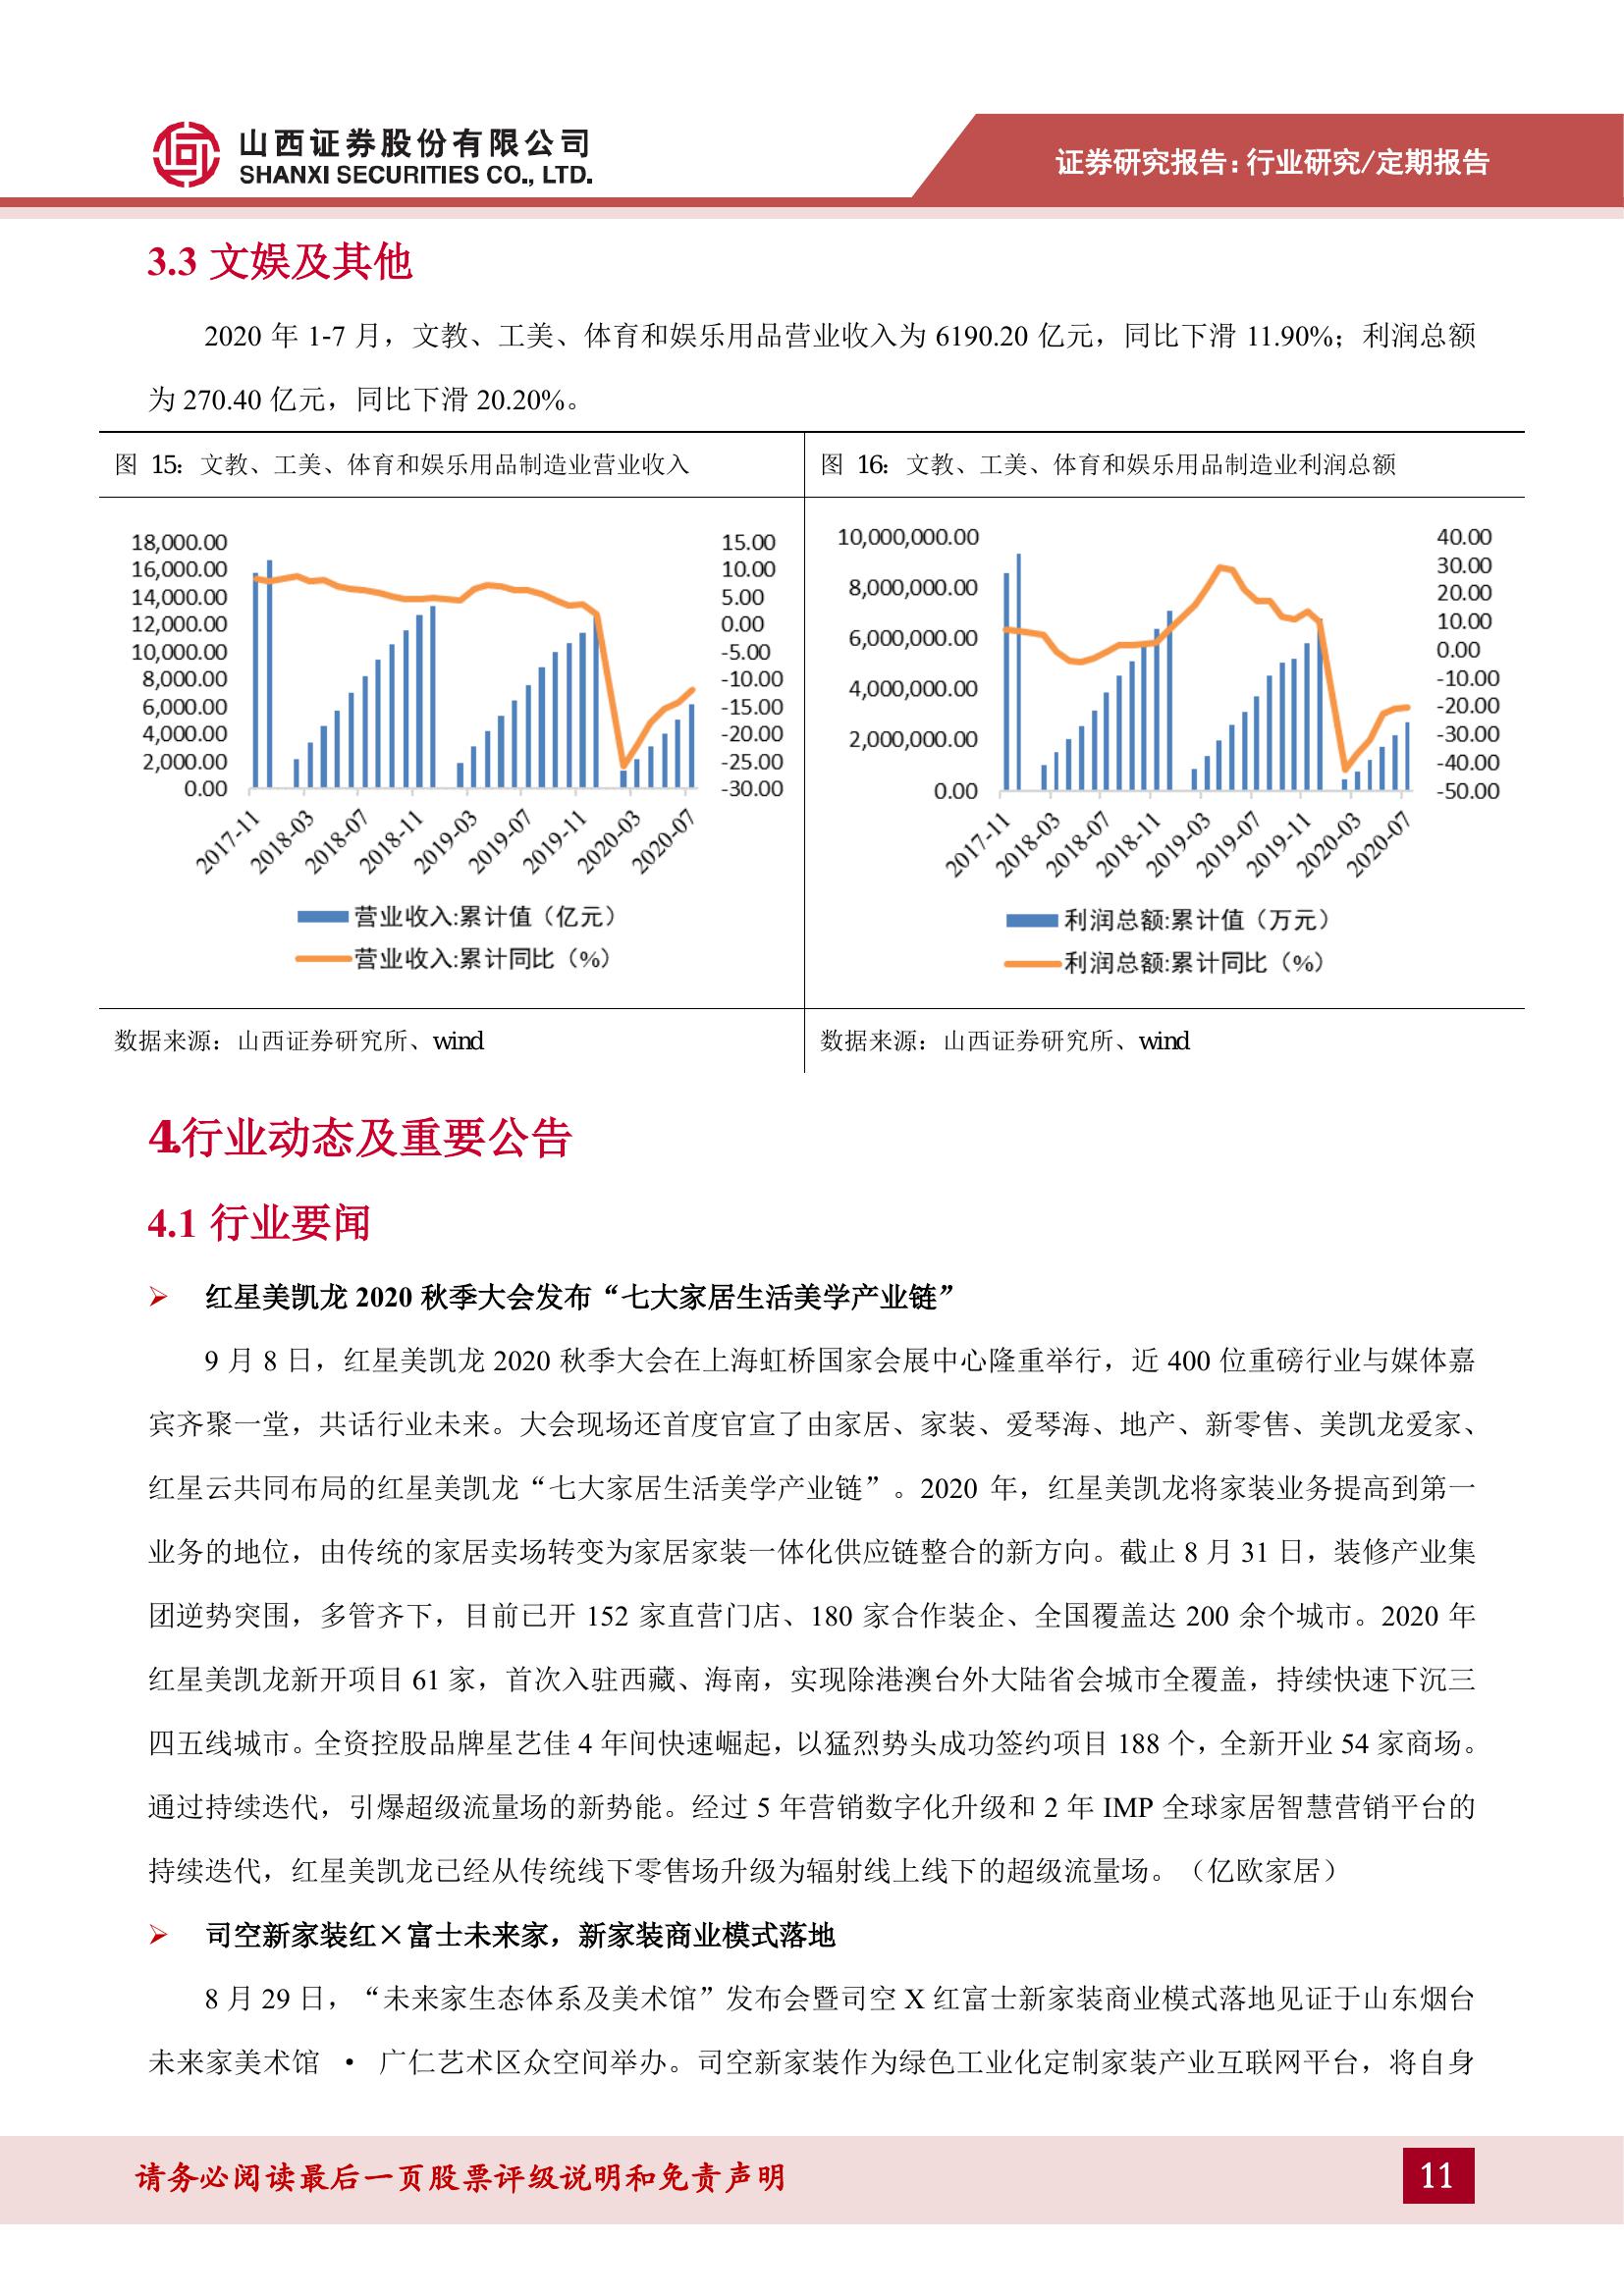 山西证券股份有限公司
SHANXI SECURITIES CO., LTD.
证券研究报告：行业研究/定期报告
3.3 文娱及其他
2020 年 1-7 月，文教、工美、体育和娱乐用品营业收入为 6190.20 亿元，同比下滑 11.90%；利润总额
为 270.40 亿元，同比下滑 20.20%。
图 15：文教、工美、体育和娱乐用品制造业营业收入
18,000.00
16,000.00
14,000.00
12,000.00
10,000.00
8,000.00
6,000.00
4,000.00
2,000.00
0.00
15.00
10.00
5.00
0.00
-5.00
-10.00
-15.00
-20.00
-25.00
-30.00
2017-11
2018-03
2018-07
2018-11
2019-03
2019-07
2019-11
2020-03
2020-07
营业收入:累计值（亿元）
营业收入:累计同比（%）
数据来源：山西证券研究所、wind
图 16：文教、工美、体育和娱乐用品制造业利润总额
10,000,000.00
8,000,000.00
6,000,000.00
4,000,000.00
2,000,000.00
0.00
40.00
30.00
20.00
10.00
0.00
-10.00
-20.00
-30.00
-40.00
-50.00
2017-11
2018-03
2018-07
2018-11
2019-03
2019-07
2019-11
2020-03
2020-07
利润总额:累计值（万元）
利润总额:累计同比（%）
数据来源：山西证券研究所、wind
4.行业动态及重要公告
4.1 行业要闻
➢ 红星美凯龙 2020 秋季大会发布“七大家居生活美学产业链”
9 月 8 日，红星美凯龙 2020 秋季大会在上海虹桥国家会展中心隆重举行，近 400 位重磅行业与媒体嘉
宾齐聚一堂，共话行业未来。大会现场还首度官宣了由家居、家装、爱琴海、地产、新零售、美凯龙爱家、
红星云共同布局的红星美凯龙“七大家居生活美学产业链”。2020 年，红星美凯龙将家装业务提高到第一
业务的地位，由传统的家居卖场转变为家居家装一体化供应链整合的新方向。截止 8 月 31 日，装修产业集
团逆势突围，多管齐下，目前已开 152 家直营门店、180 家合作装企、全国覆盖达 200 余个城市。2020 年
红星美凯龙新开项目 61 家，首次入驻西藏、海南，实现除港澳台外大陆省会城市全覆盖，持续快速下沉三
四五线城市。全资控股品牌星艺佳 4 年间快速崛起，以猛烈势头成功签约项目 188 个，全新开业 54 家商场。
通过持续迭代，引爆超级流量场的新势能。经过 5 年营销数字化升级和 2 年 IMP 全球家居智慧营销平台的
持续迭代，红星美凯龙已经从传统线下零售场升级为辐射线上线下的超级流量场。（亿欧家居）
➢ 司空新家装红×富士未来家，新家装商业模式落地
8 月 29 日，“未来家生态体系及美术馆”发布会暨司空 X 红富士新家装商业模式落地见证于山东烟台
未来家美术馆 • 广仁艺术区众空间举办。司空新家装作为绿色工业化定制家装产业互联网平台，将自身
请务必阅读最后一页股票评级说明和免责声明
11